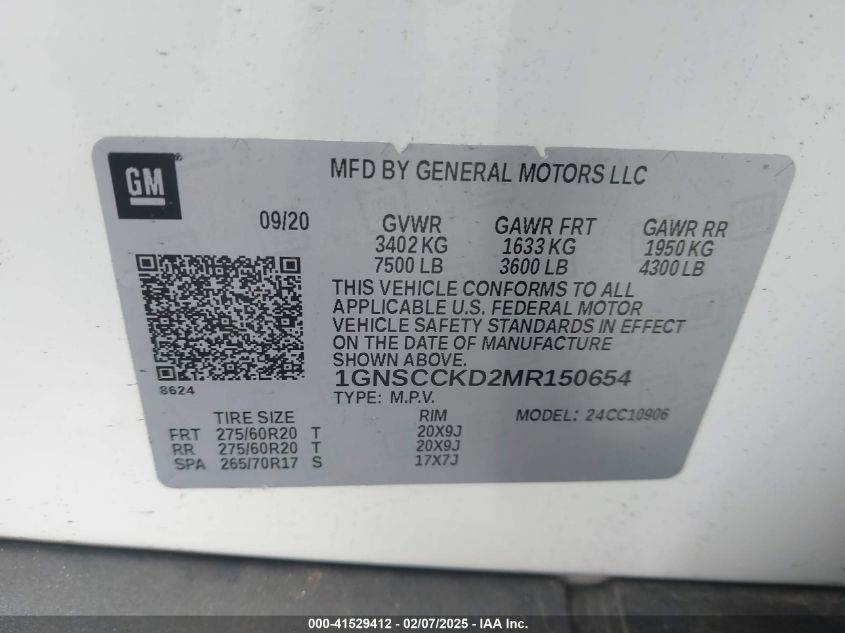 GM
MFD BY GENERAL MOTORS LLC
09/20
GVWR GAWR FRT GAWR RR
3402 KG 1633 KG 1950 KG
7500 LB 3600 LB 4300 LB
THIS VEHICLE CONFORMS TO ALL
APPLICABLE U.S. FEDERAL MOTOR
VEHICLE SAFETY STANDARDS IN EFFECT
ON THE DATE OF MANUFACTURE
SHOWN ABOVE.
8624
1GNSCCKD2MR150654
TYPE: M.P.V.
TIRE SIZE RIM MODEL: 24CC10906
FRT 275/60R20 T 20X9J
RR 275/60R20 T 20X9J
SPA 265/70R17 S 17X7J
000-41529412 - 02/07/2025 - IAA Inc.